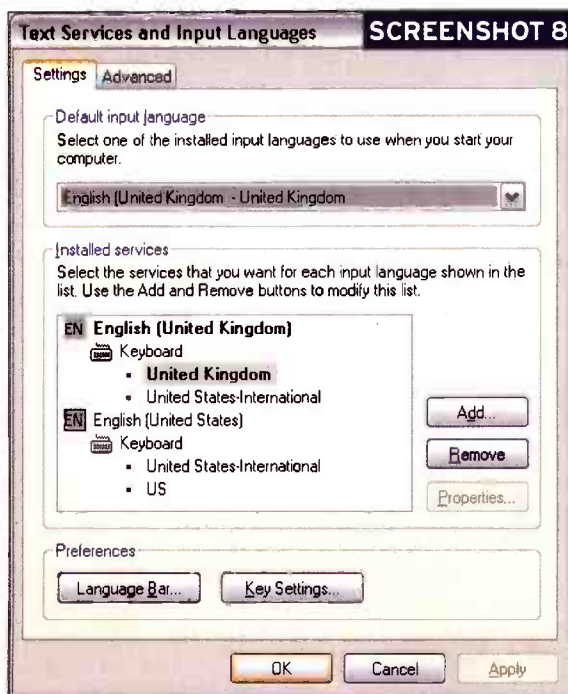 Text Services and Input Languages
SCREENSHOT 8
Settings
Advanced
Default input language
Select one of the installed input languages to use when you start your
computer.
English (United Kingdom - United Kingdom
Installed services
Select the services that you want for each input language shown in the
list. Use the Add and Remove buttons to modify this list.
EN English (United Kingdom)
Keyboard
• United Kingdom
• United States-International
EN English (United States)
Keyboard
• United States-International
• US
Add...
Remove
Properties...
Preferences
Language Bar...
Key Settings...
OK
Cancel
Apply